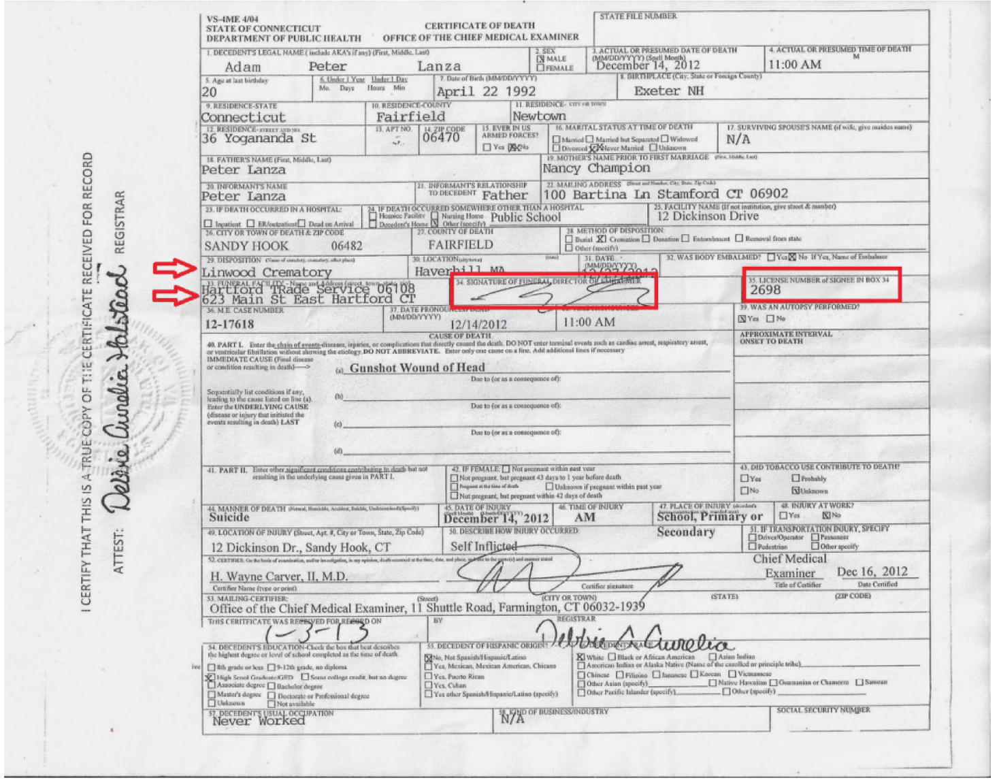 VS-4ME 4/04
STATE OF CONNECTICUT
DEPARTMENT OF PUBLIC HEALTH
CERTIFICATE OF DEATH
OFFICE OF THE CHIEF MEDICAL EXAMINER
STATE FILE NUMBER
1. DECEDENT'S LEGAL NAME ( include AKA's if any) (First, Middle, Last)
Adam Peter Lanza
2. SEX
MALE
FEMALE
3. ACTUAL OR PRESUMED DATE OF DEATH
(MM/DD/YYYY) (Spell Month)
December 14, 2012
4. ACTUAL OR PRESUMED TIME OF DEATH
M
11:00 AM
5. Age at last birthday
20
6. Under 1 Year Under 1 Day
Mo. Days Hours Min
7. Date of Birth (MM/DD/YYYY)
April 22 1992
8. BIRTHPLACE (City, State or Foreign County)
Exeter NH
9. RESIDENCE-STATE
Connecticut
10. RESIDENCE-COUNTY
Fairfield
11. RESIDENCE- CITY OR TOWN
Newtown
12. RESIDENCE- STREET AND NO.
36 Yogananda St
13. APT NO.
14. ZIP CODE
06470
15. EVER IN US
ARMED FORCES?
Yes No
16. MARITAL STATUS AT TIME OF DEATH
Married Married but Separated Widowed
Divorced Never Married Unknown
17. SURVIVING SPOUSE'S NAME (if wife, give maiden name)
N/A
18. FATHER'S NAME (First, Middle, Last)
Peter Lanza
19. MOTHER'S NAME PRIOR TO FIRST MARRIAGE (First, Middle, Last)
Nancy Champion
20. INFORMANT'S NAME
Peter Lanza
21. INFORMANT'S RELATIONSHIP
TO DECEDENT Father
22. MAILING ADDRESS (Street and Number, City, State, Zip Code)
100 Bartina Ln Stamford CT 06902
23. IF DEATH OCCURRED IN A HOSPITAL:
Inpatient ER/outpatient Dead on Arrival
24. IF DEATH OCCURRED SOMEWHERE OTHER THAN A HOSPITAL
Hospice Facility Nursing Home Public School
Decedent's Home Other (specify)
25. FACILITY NAME (If not institution, give street & number)
12 Dickinson Drive
26. CITY OR TOWN OF DEATH & ZIP CODE
SANDY HOOK 06482
27. COUNTY OF DEATH
FAIRFIELD
28 METHOD OF DISPOSITION:
Burial Cremation Donation Entombment Removal from state
Other (specify)
29. DISPOSITION (Name of cemetery, crematory, other place)
Linwood Crematory
30. LOCATION (city/town) (State)
Haverhill MA
31. DATE
(MM/DD/YYYY)
12/27/2012
32. WAS BODY EMBALMED? Yes No If Yes, Name of Embalmer
33. FUNERAL FACILITY - Name and Address (street, town, state, zip)
Hartford TRade Service 06108
623 Main St East Hartford CT
34. SIGNATURE OF FUNERAL DIRECTOR OR EMBALMER
35. LICENSE NUMBER of SIGNEE IN BOX 34
2698
36. M.E. CASE NUMBER
12-17618
37. DATE PRONOUNCED DEAD
(MM/DD/YYYY)
12/14/2012
11:00 AM
39. WAS AN AUTOPSY PERFORMED?
Yes No
CAUSE OF DEATH
40. PART I. Enter the chain of events-diseases, injuries, or complications that directly caused the death. DO NOT enter terminal events such as cardiac arrest, respiratory arrest,
or ventricular fibrillation without showing the etiology. DO NOT ABBREVIATE. Enter only one cause on a line. Add additional lines if necessary
APPROXIMATE INTERVAL
ONSET TO DEATH
IMMEDIATE CAUSE (Final disease
or condition resulting in death)---->
(a) Gunshot Wound of Head
Due to (or as a consequence of):
Sequentially list conditions if any,
leading to the cause listed on line (a).
Enter the UNDERLYING CAUSE
(disease or injury that initiated the
events resulting in death) LAST
(b)
Due to (or as a consequence of):
(c)
Due to (or as a consequence of):
(d)
41. PART II. Enter other significant conditions contributing to death but not
resulting in the underlying cause given in PART I.
42. IF FEMALE: Not pregnant within past year
Not pregnant, but pregnant 43 days to 1 year before death
Pregnant at the time of death Unknown if pregnant within past year
Not pregnant, but pregnant within 42 days of death
43. DID TOBACCO USE CONTRIBUTE TO DEATH?
Yes Probably
No Unknown
44. MANNER OF DEATH (Natural, Homicide, Accident, Suicide, Undetermined)(Specify)
Suicide
45. DATE OF INJURY
December 14, 2012
46. TIME OF INJURY
AM
47. PLACE OF INJURY
School, Primary or
Secondary
48. INJURY AT WORK?
Yes No
49. LOCATION OF INJURY (Street, Apt. #, City or Town, State, Zip Code)
12 Dickinson Dr., Sandy Hook, CT
50. DESCRIBE HOW INJURY OCCURRED:
Self Inflicted
51. IF TRANSPORTATION INJURY, SPECIFY
Driver/Operator Passenger
Pedestrian Other specify
52. CERTIFIER: On the basis of examination, and/or investigation, in my opinion, death occurred at the time, date, and place, and due to the cause(s) and manner stated
H. Wayne Carver, II, M.D.
Certifier Name (type or print)
Certifier signature
Chief Medical
Examiner
Title of Certifier
Dec 16, 2012
Date Certified
53. MAILING-CERTIFIER: (Street) (CITY OR TOWN) (STATE) (ZIP CODE)
Office of the Chief Medical Examiner, 11 Shuttle Road, Farmington, CT 06032-1939
THIS CERITFICATE WAS RECEIVED FOR RECORD ON
1-3-13
BY
REGISTRAR
Debbie A Aurelia
54. DECEDENT'S EDUCATION-Check the box that best describes
the highest degree or level of school completed as the time of death
8th grade or less 9-12th grade, no diploma
High Scool Graduate/GED Some college credit, but no degree
Associate degree Bachelor degree
Master's degree Doctorate or Professional degree
Unknown Not available
55. DECEDENT OF HISPANIC ORIGIN?
No, Not Spanish/Hispanic/Latino
Yes, Mexican, Mexican American, Chicano
Yes, Puerto Rican
Yes, Cuban
Yes other Spanish/Hispanic/Latino (specify)
DECEDENT'S RACE
White Black or African American Asian Indian
American Indian or Alaska Native (Name of the enrolled or principle tribe)
Chinese Filipino Japanese Korean Vietnamese
Other Asian (specify) Native Hawaiian Guamanian or Chamorro Samoan
Other Pacific Islander (specify) Other (specify)
57. DECEDENT'S USUAL OCCUPATION
Never Worked
58. KIND OF BUSINESS/INDUSTRY
N/A
SOCIAL SECURITY NUMBER
I CERTIFY THAT THIS IS A TRUE COPY OF THE CERTIFICATE RECEIVED FOR RECORD
ATTEST: Debbie Aurelia Halstead REGISTRAR